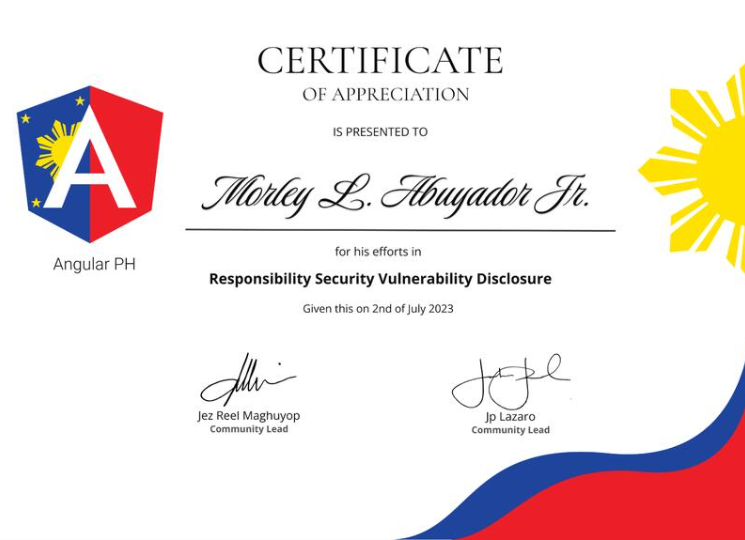 CERTIFICATE
OF APPRECIATION
IS PRESENTED TO
Morley L. Abuyador Jr.
A
Angular PH
for his efforts in
Responsibility Security Vulnerability Disclosure
Given this on 2nd of July 2023
Jez Reel Maghuyop
Community Lead
Jp Lazaro
Community Lead